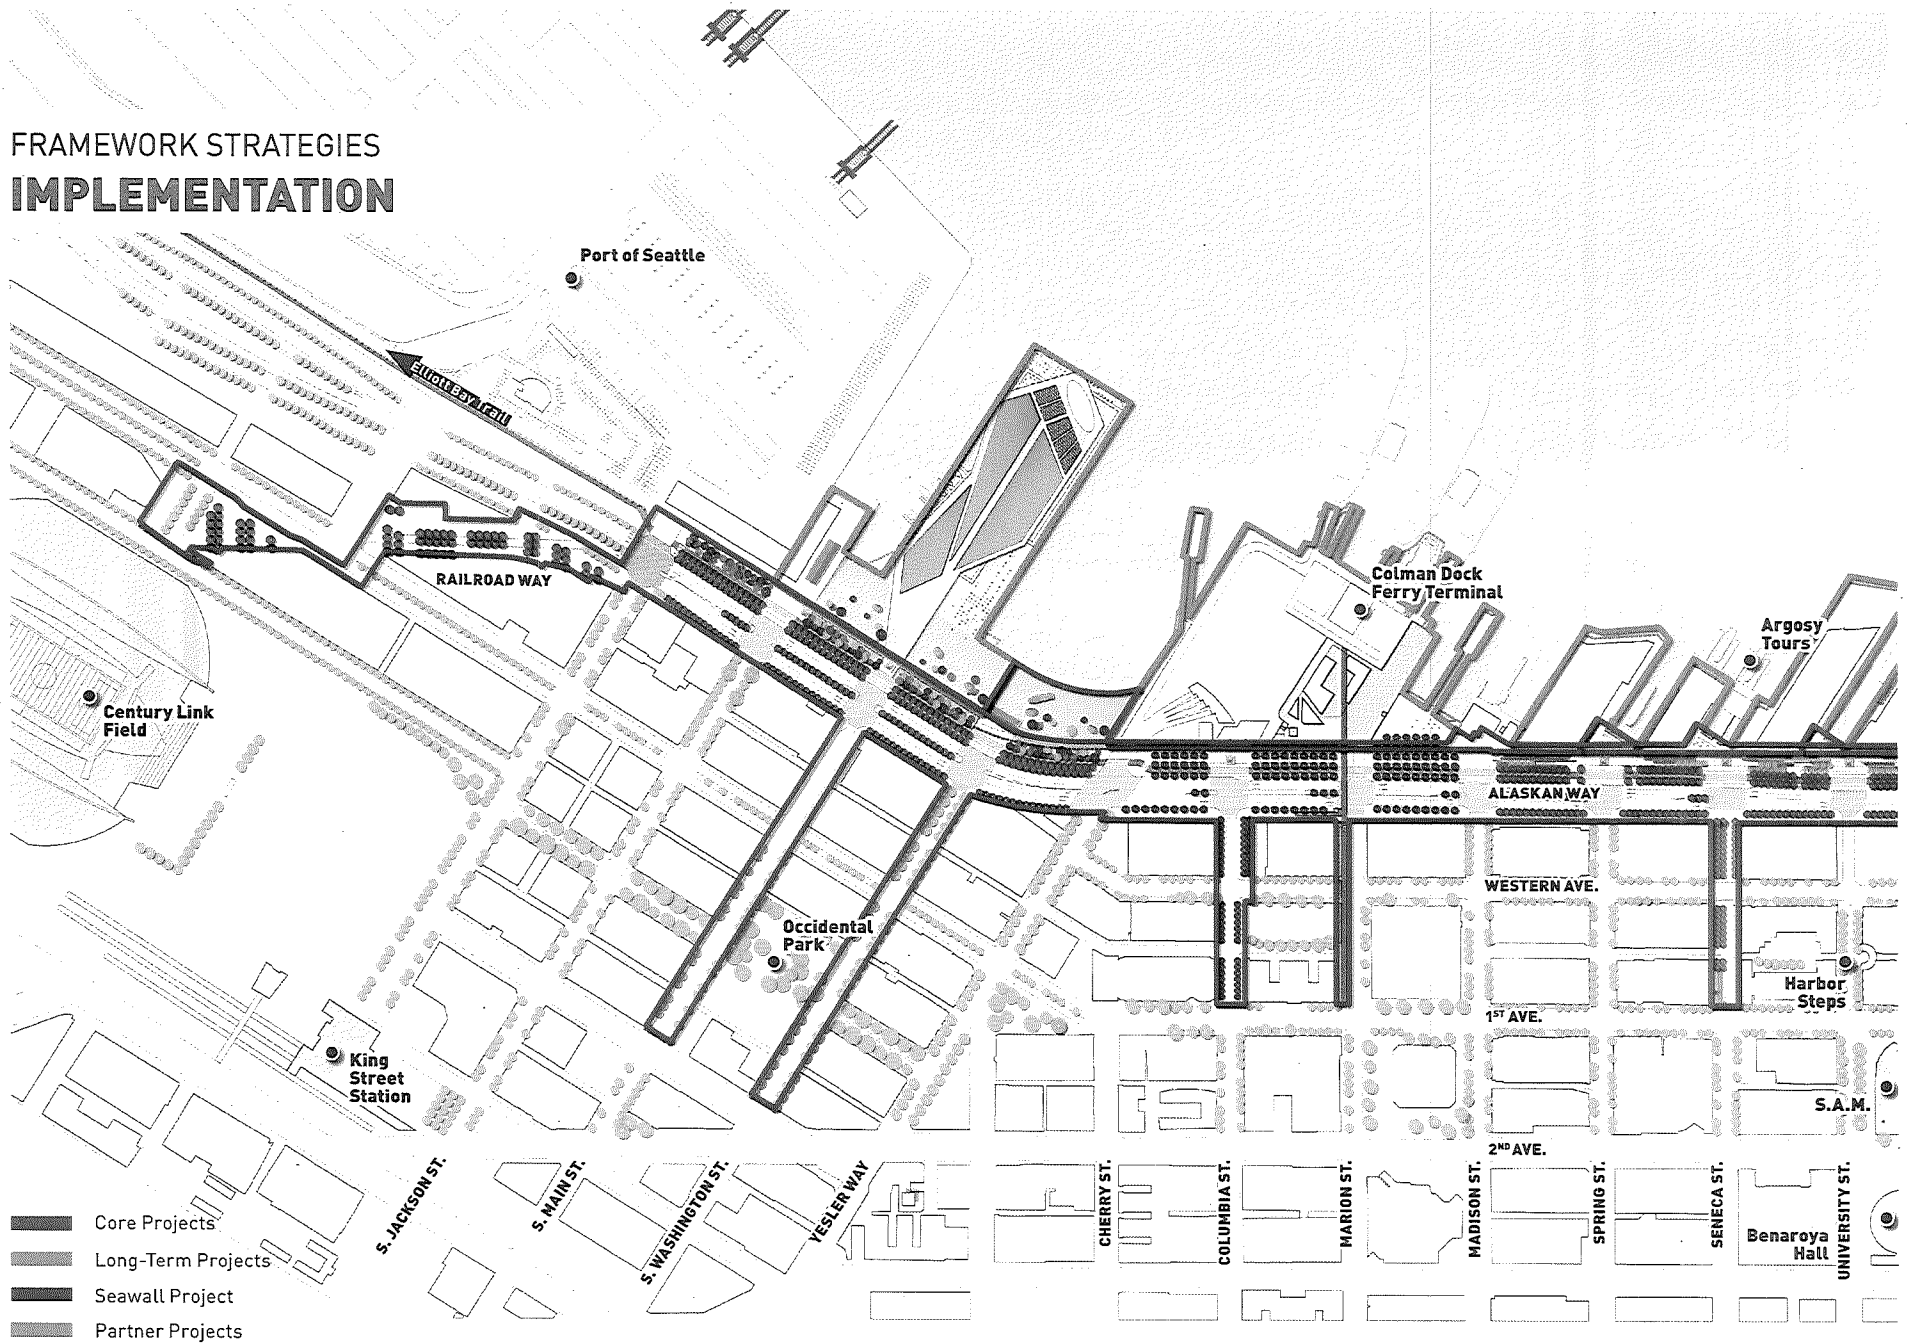 FRAMEWORK STRATEGIES
IMPLEMENTATION
Port of Seattle
Elliott Bay Trail
RAILROAD WAY
Colman Dock
Ferry Terminal
Argosy
Tours
Century Link
Field
ALASKAN WAY
WESTERN AVE.
Occidental
Park
Harbor
Steps
1ST AVE.
King
Street
Station
S.A.M.
2ND AVE.
S. JACKSON ST.
S. MAIN ST.
S. WASHINGTON ST.
YESLER WAY
CHERRY ST.
COLUMBIA ST.
MARION ST.
MADISON ST.
SPRING ST.
SENECA ST.
Benaroya
Hall
UNIVERSITY ST.
Core Projects
Long-Term Projects
Seawall Project
Partner Projects